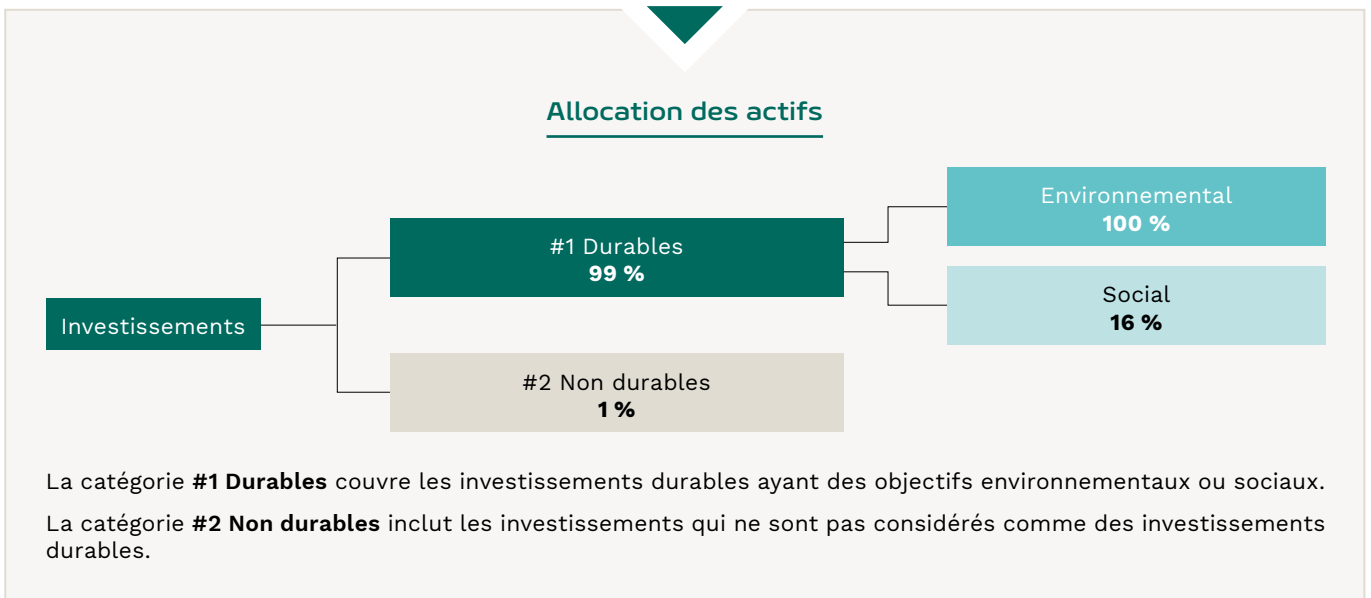 Allocation des actifs
Environnemental
100 %
#1 Durables
99 %
Social
16 %
Investissements
#2 Non durables
1 %
La catégorie #1 Durables couvre les investissements durables ayant des objectifs environnementaux ou sociaux.
La catégorie #2 Non durables inclut les investissements qui ne sont pas considérés comme des investissements
durables.